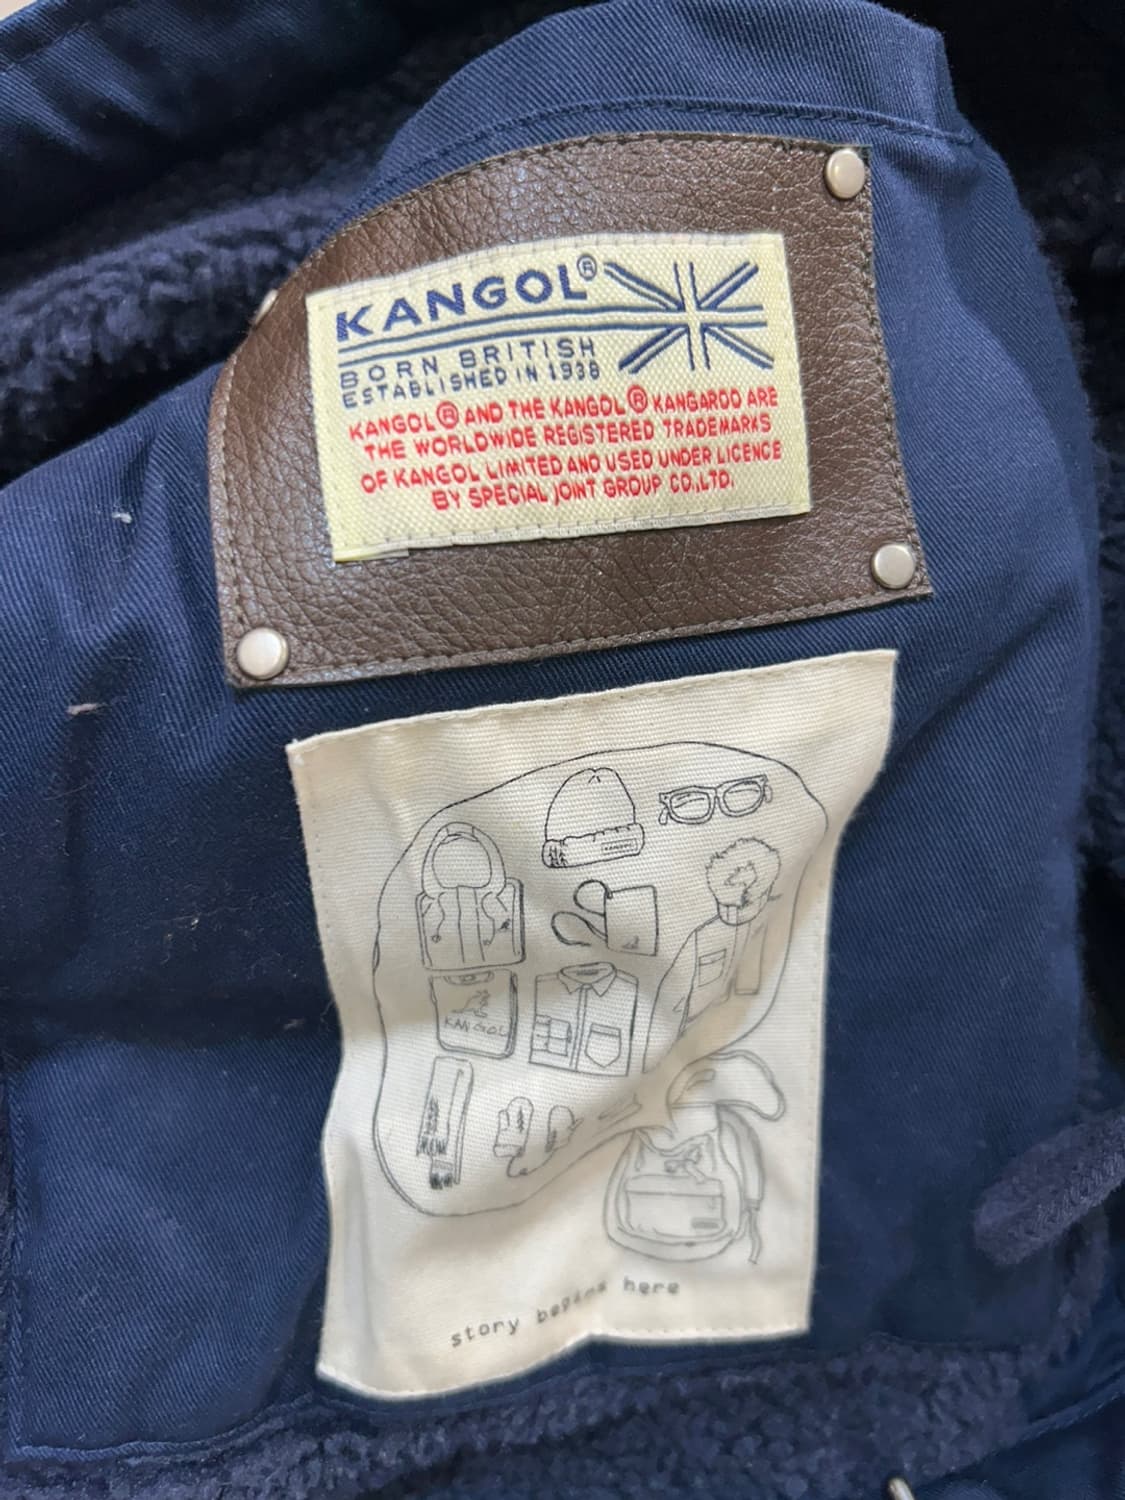 KANGOL®
BORN BRITISH
ESTABLISHED IN 1938
KANGOL® AND THE KANGOL® KANGAROO ARE
THE WORLDWIDE REGISTERED TRADEMARKS
OF KANGOL LIMITED AND USED UNDER LICENCE
BY SPECIAL JOINT GROUP CO.,LTD.
KANGOL
story begins here